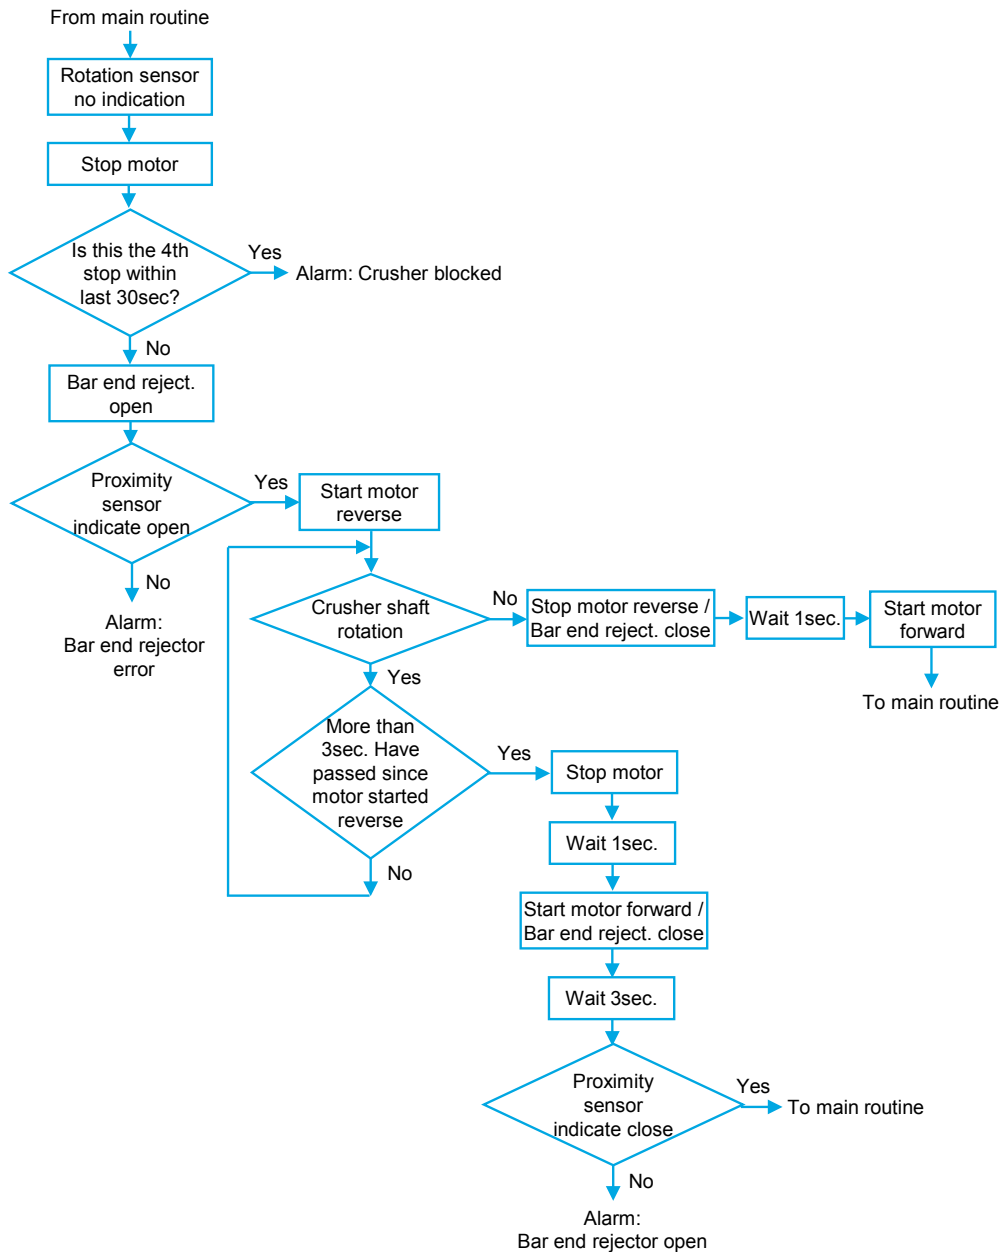 From main routine
Rotation sensor
no indication
Stop motor
Is this the 4th
stop within
last 30sec?
Yes
Alarm: Crusher blocked
No
Bar end reject.
open
Proximity
sensor
indicate open
Yes
Start motor
reverse
No
Alarm:
Bar end rejector
error
Crusher shaft
rotation
No
Stop motor reverse /
Bar end reject. close
Wait 1sec.
Start motor
forward
To main routine
Yes
More than
3sec. Have
passed since
motor started
reverse
Yes
Stop motor
No
Wait 1sec.
Start motor forward /
Bar end reject. close
Wait 3sec.
Proximity
sensor
indicate close
Yes
To main routine
No
Alarm:
Bar end rejector open